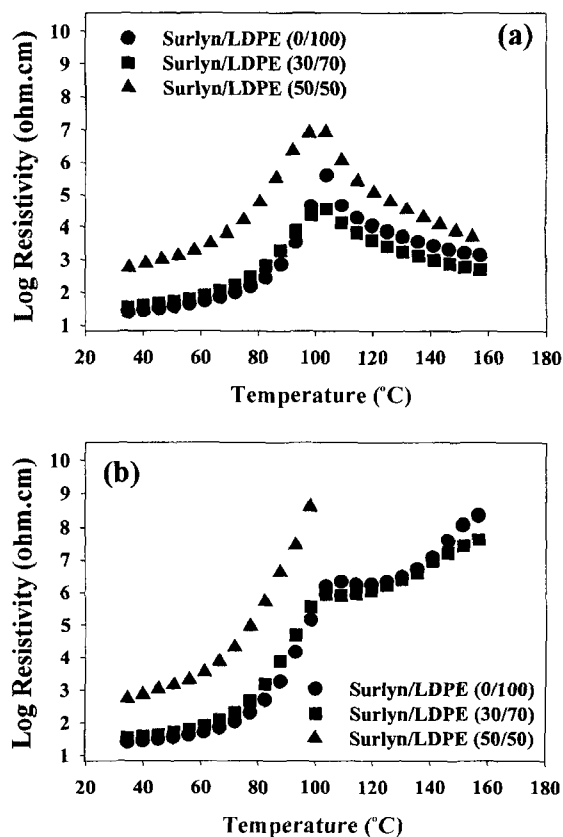 (a)
Surlyn/LDPE (0/100)
Surlyn/LDPE (30/70)
Surlyn/LDPE (50/50)
Log Resistivity (ohm.cm)
10
9
8
7
6
5
4
3
2
1
20 40 60 80 100 120 140 160 180
Temperature (°C)
(b)
Log Resistivity (ohm.cm)
10
9
8
7
6
5
4
3
2
1
Surlyn/LDPE (0/100)
Surlyn/LDPE (30/70)
Surlyn/LDPE (50/50)
20 40 60 80 100 120 140 160 180
Temperature (°C)